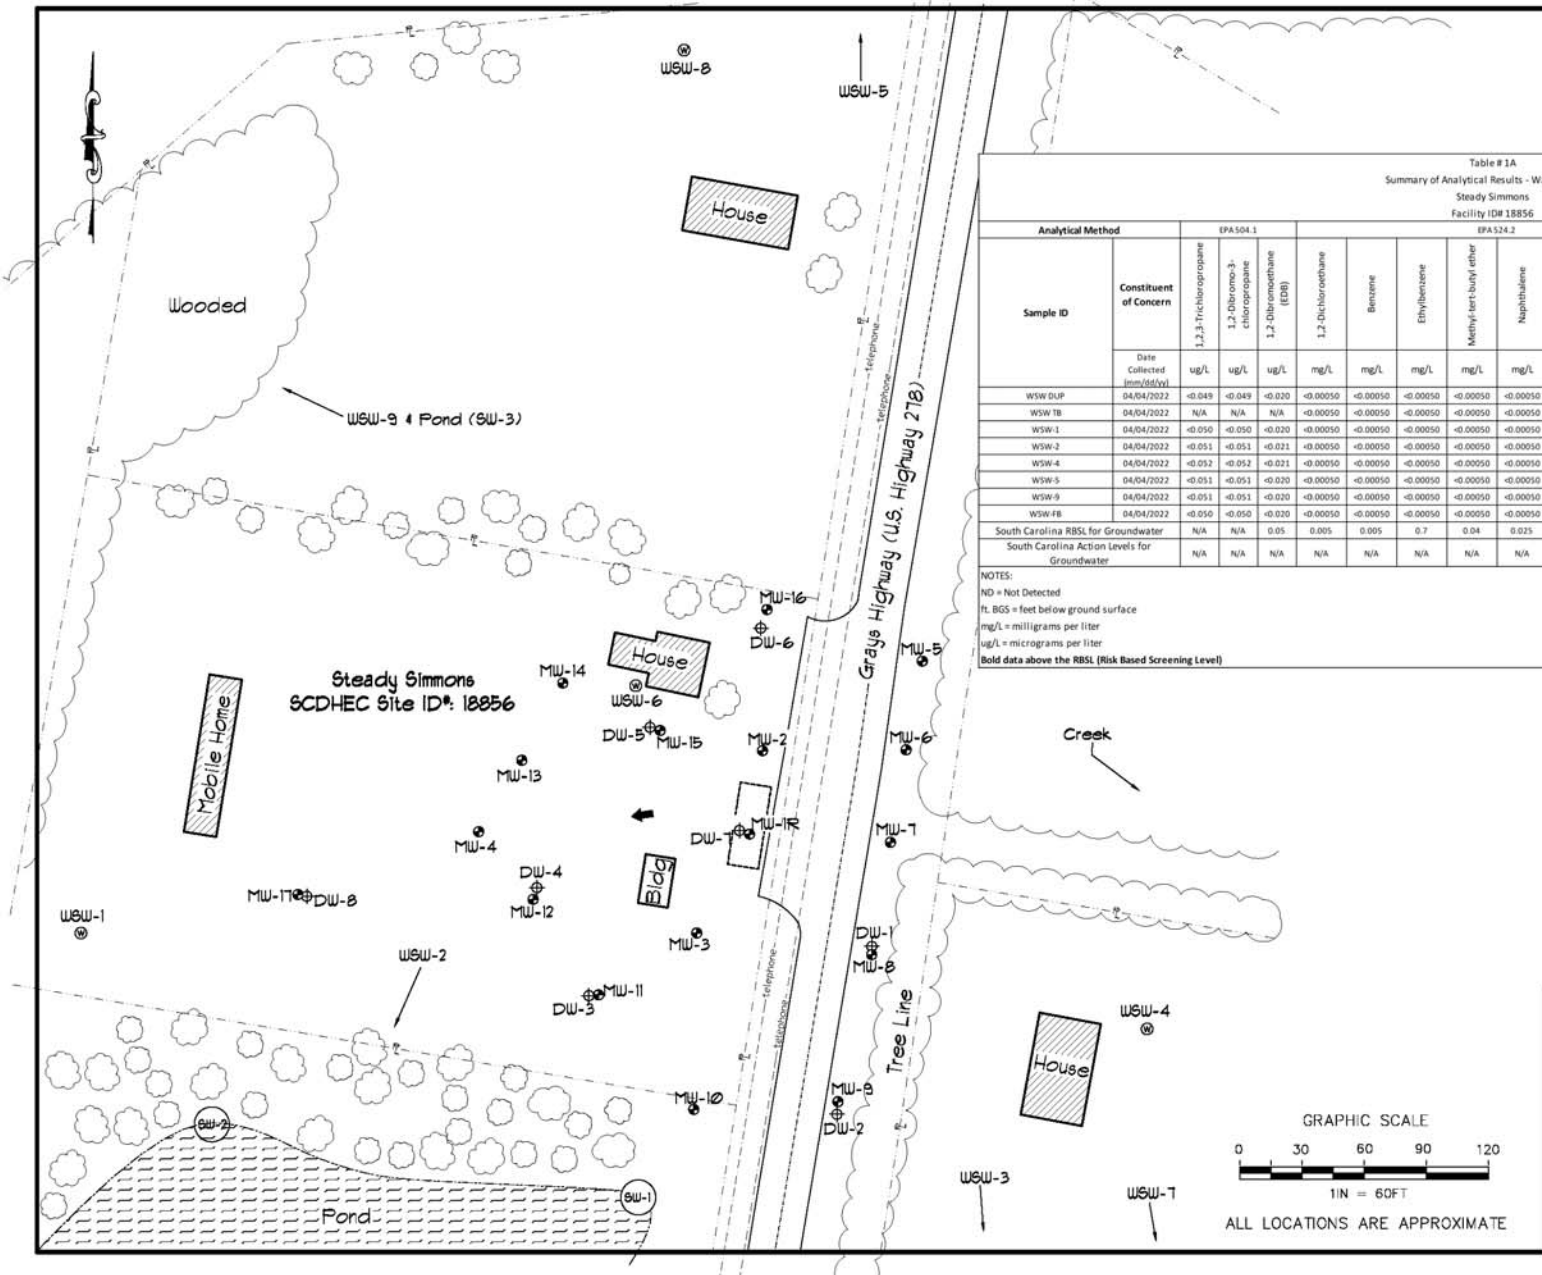 WSW-8
WSW-5
Wooded
House
WSW-9 & Pond (SW-3)
telephone
telephone
Grays Highway (U.S. Highway 278)
Table # 1A
Summary of Analytical Results - Wa
Steady Simmons
Facility ID# 18856
Analytical Method EPA 504.1 EPA 524.2
Sample ID Constituent of Concern 1,2,3-Trichloropropane 1,2-Dibromo-3-chloropropane 1,2-Dibromoethane (EDB) 1,2-Dichloroethane Benzene Ethylbenzene Methyl-tert-butyl ether Naphthalene
Date Collected (mm/dd/yy) ug/L ug/L ug/L mg/L mg/L mg/L mg/L mg/L
WSW DUP 04/04/2022 <0.049 <0.049 <0.020 <0.00050 <0.00050 <0.00050 <0.00050 <0.00050
WSW TB 04/04/2022 N/A N/A N/A <0.00050 <0.00050 <0.00050 <0.00050 <0.00050
WSW-1 04/04/2022 <0.050 <0.050 <0.020 <0.00050 <0.00050 <0.00050 <0.00050 <0.00050
WSW-2 04/04/2022 <0.051 <0.051 <0.021 <0.00050 <0.00050 <0.00050 <0.00050 <0.00050
WSW-4 04/04/2022 <0.052 <0.052 <0.021 <0.00050 <0.00050 <0.00050 <0.00050 <0.00050
WSW-5 04/04/2022 <0.051 <0.051 <0.020 <0.00050 <0.00050 <0.00050 <0.00050 <0.00050
WSW-9 04/04/2022 <0.051 <0.051 <0.020 <0.00050 <0.00050 <0.00050 <0.00050 <0.00050
WSW-FB 04/04/2022 <0.050 <0.050 <0.020 <0.00050 <0.00050 <0.00050 <0.00050 <0.00050
South Carolina RBSL for Groundwater N/A N/A 0.05 0.005 0.005 0.7 0.04 0.025
South Carolina Action Levels for Groundwater N/A N/A N/A N/A N/A N/A N/A N/A
NOTES:
ND = Not Detected
ft. BGS = feet below ground surface
mg/L = milligrams per liter
ug/L = micrograms per liter
Bold data above the RBSL (Risk Based Screening Level)
MW-16
DW-6
House
MW-5
Steady Simmons
SCDHEC Site ID#: 18856
MW-14
WSW-6
DW-5
MW-15
MW-2
MW-6
Creek
Mobile Home
MW-13
DW-7
MW-1R
MW-7
MW-4
Bldg
DW-4
MW-12
MW-17
DW-8
WSW-1
WSW-2
MW-3
DW-1
MW-8
telephone
telephone
DW-3
MW-11
Tree Line
WSW-4
House
MW-10
MW-9
DW-2
SW-2
SW-1
Pond
WSW-3
WSW-7
GRAPHIC SCALE
0 30 60 90 120
1IN = 60FT
ALL LOCATIONS ARE APPROXIMATE